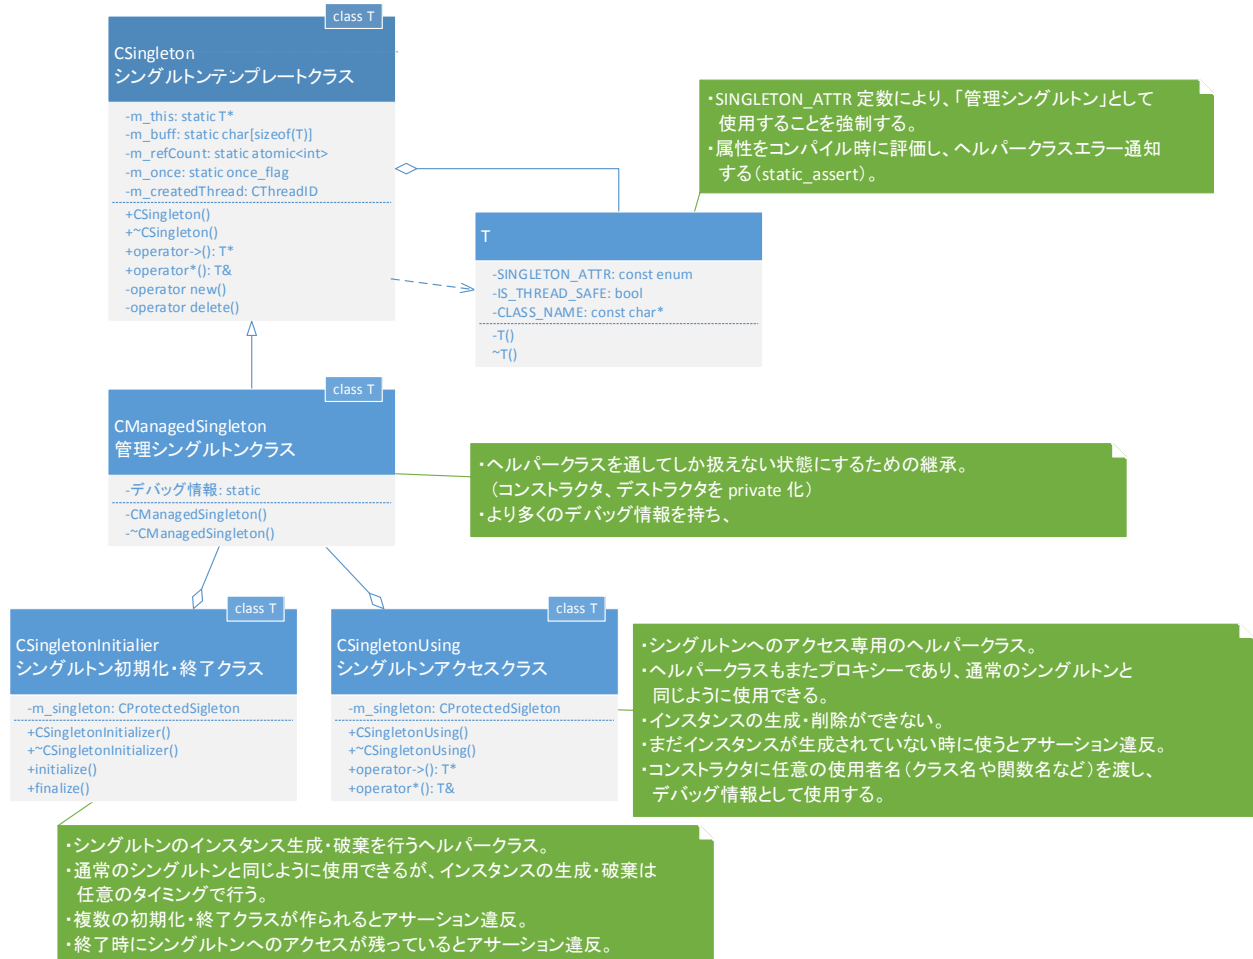 class T
CSingleton
シングルトンテンプレートクラス
-m_this: static T*
-m_buff: static char[sizeof(T)]
-m_refCount: static atomic<int>
-m_once: static once_flag
-m_createdThread: CThreadID
+CSingleton()
+~CSingleton()
+operator->(): T*
+operator*(): T&
-operator new()
-operator delete()
・SINGLETON_ATTR 定数により、「管理シングルトン」として
使用することを強制する。
・属性をコンパイル時に評価し、ヘルパークラスエラー通知
する(static_assert)。
T
-SINGLETON_ATTR: const enum
-IS_THREAD_SAFE: bool
-CLASS_NAME: const char*
-T()
~T()
class T
CManagedSingleton
管理シングルトンクラス
-デバッグ情報: static
-CManagedSingleton()
-~CManagedSingleton()
・ヘルパークラスを通してしか扱えない状態にするための継承。
(コンストラクタ、デストラクタを private 化)
・より多くのデバッグ情報を持ち、
class T
CSingletonInitialier
シングルトン初期化・終了クラス
-m_singleton: CProtectedSigleton
+CSingletonInitializer()
+~CSingletonInitializer()
+initialize()
+finalize()
class T
CSingletonUsing
シングルトンアクセスクラス
-m_singleton: CProtectedSigleton
+CSingletonUsing()
+~CSingletonUsing()
+operator->(): T*
+operator*(): T&
・シングルトンへのアクセス専用のヘルパークラス。
・ヘルパークラスもまたプロキシーであり、通常のシングルトンと
同じように使用できる。
・インスタンスの生成・削除ができない。
・まだインスタンスが生成されていない時に使うとアサーション違反。
・コンストラクタに任意の使用者名(クラス名や関数名など)を渡し、
デバッグ情報として使用する。
・シングルトンのインスタンス生成・破棄を行うヘルパークラス。
・通常のシングルトンと同じように使用できるが、インスタンスの生成・破棄は
任意のタイミングで行う。
・複数の初期化・終了クラスが作られるとアサーション違反。
・終了時にシングルトンへのアクセスが残っているとアサーション違反。